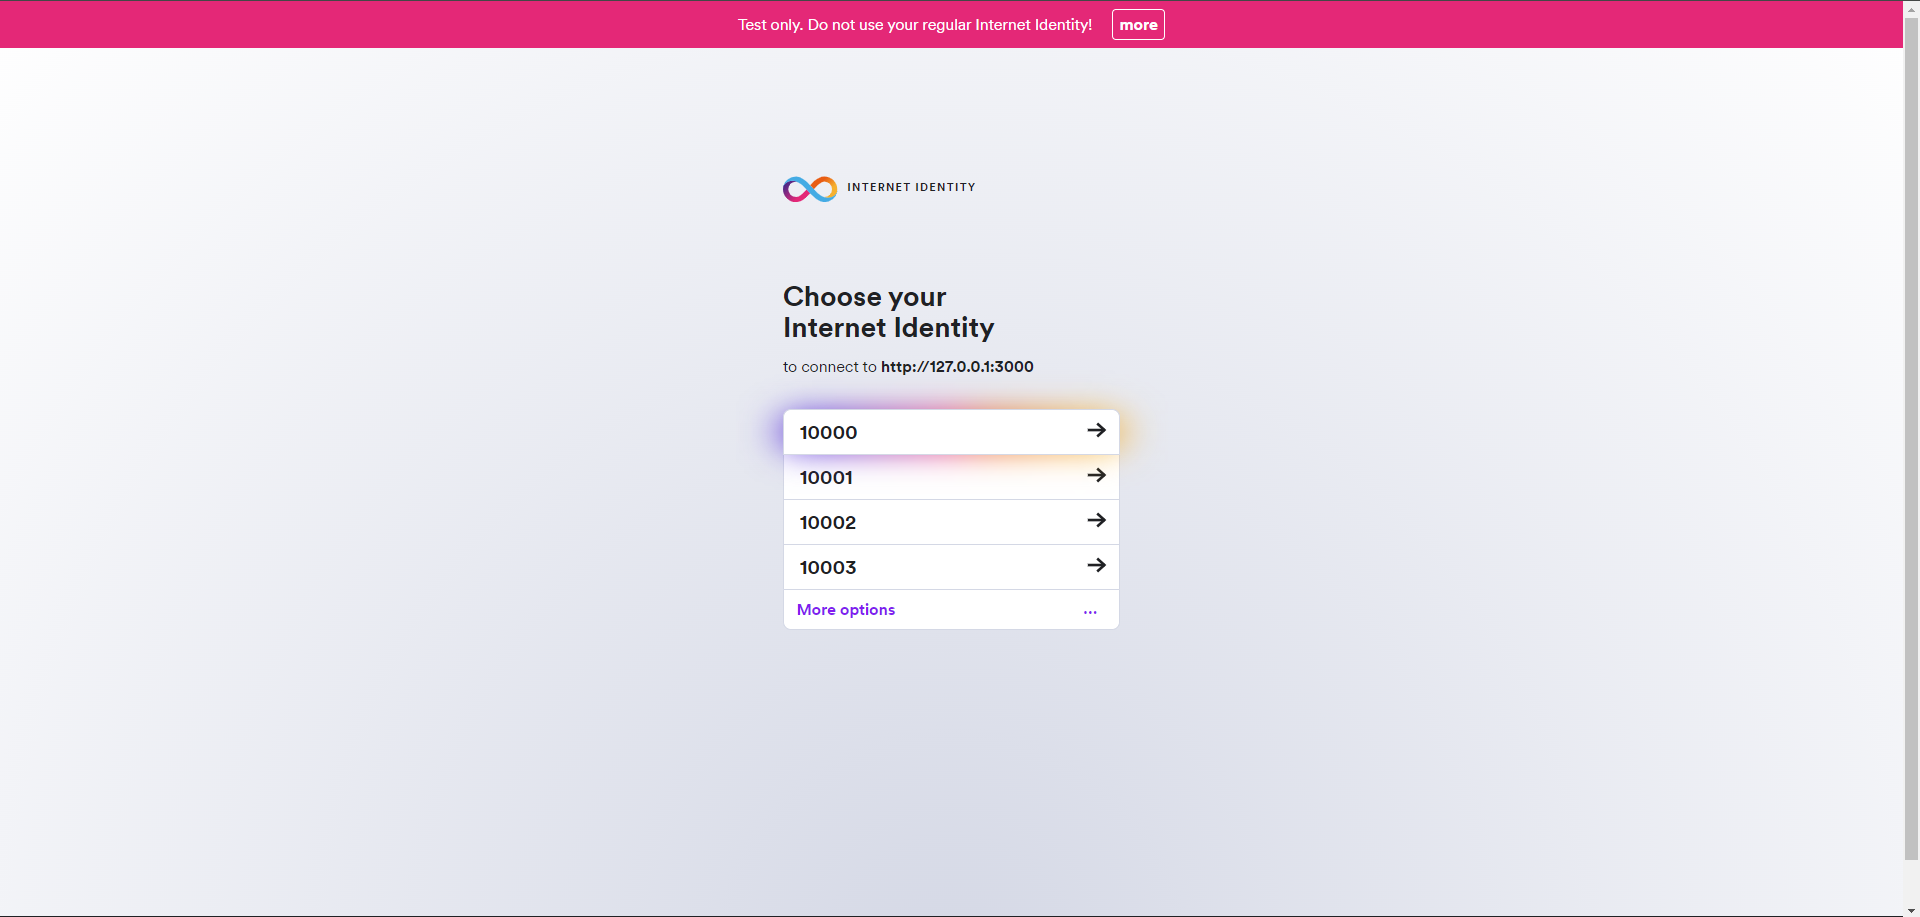 Test only. Do not use your regular Internet Identity! more
INTERNET IDENTITY
Choose your
Internet Identity
to connect to http://127.0.0.1:3000
10000
10001
10002
10003
More options ...